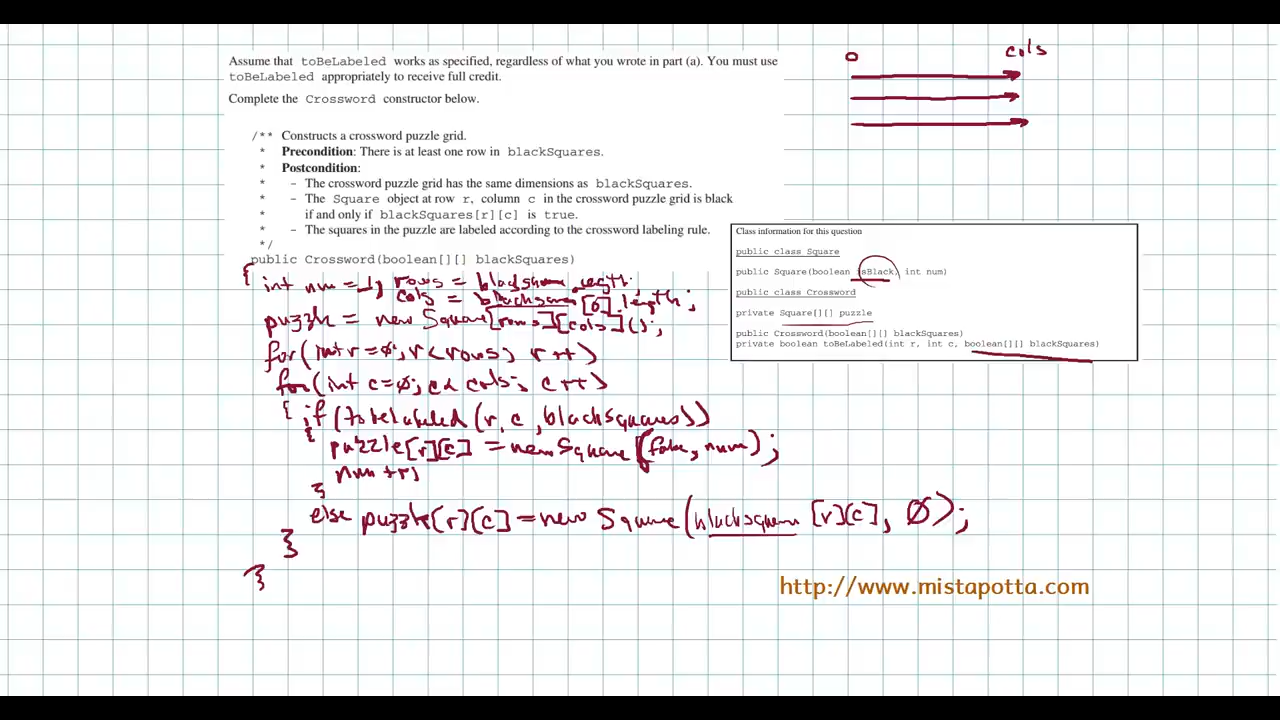 0 cols
Assume that toBeLabeled works as specified, regardless of what you wrote in part (a). You must use
toBeLabeled appropriately to receive full credit.
Complete the Crossword constructor below.
/** Constructs a crossword puzzle grid.
* Precondition: There is at least one row in blackSquares.
* Postcondition:
* – The crossword puzzle grid has the same dimensions as blackSquares.
* – The Square object at row r, column c in the crossword puzzle grid is black
* if and only if blackSquares[r][c] is true.
* – The squares in the puzzle are labeled according to the crossword labeling rule.
*/
public Crossword(boolean[][] blackSquares)
{ int num = 1, rows = length;
cols = [0].length;
puzzle = new Square[rows][cols]();
for(int r=0; r<rows; r++)
for(int c=0; c< cols; c++)
{ if(tobelabeled(r, c, blacksquares))
{ puzzle[r][c] = new Square(false, num);
num++;
}
else puzzle[r][c] = new Square( [r][c], 0);
}
}
Class information for this question
public class Square
public Square(boolean isBlack, int num)
public class Crossword
private Square[][] puzzle
public Crossword(boolean[][] blackSquares)
private boolean toBeLabeled(int r, int c, boolean[][] blackSquares)
http://www.mistapotta.com